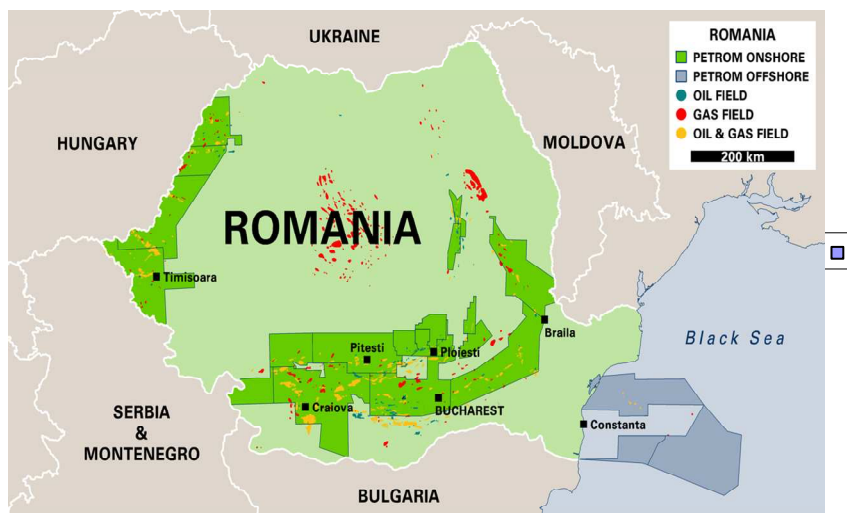 UKRAINE
HUNGARY
MOLDOVA
ROMANIA
PETROM ONSHORE
PETROM OFFSHORE
OIL FIELD
GAS FIELD
OIL & GAS FIELD
200 km
ROMANIA
Timisoara
Braila
Black Sea
Pitesti
Ploiesti
Craiova
BUCHAREST
Constanta
SERBIA
&
MONTENEGRO
BULGARIA